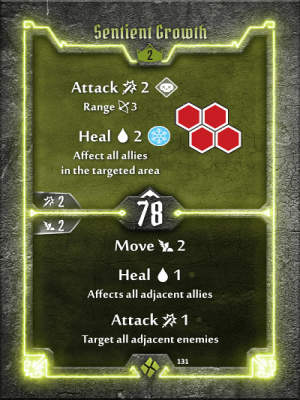 Sentient Growth
2
Attack 2
Range 3
Heal 2
Affect all allies
in the targeted area
2
78
2
Move 2
Heal 1
Affects all adjacent allies
Attack 1
Target all adjacent enemies
131